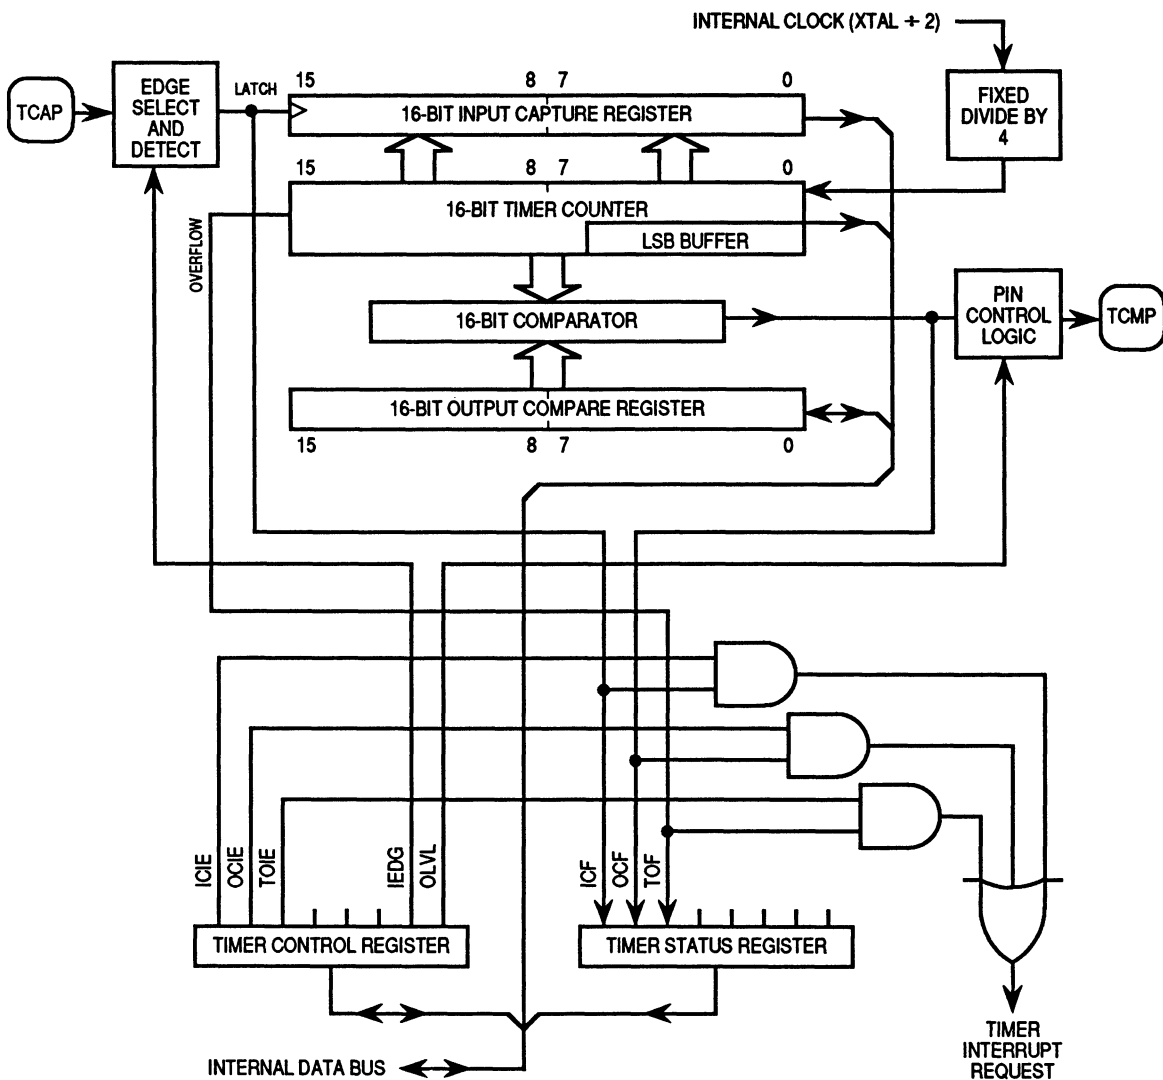 INTERNAL CLOCK (XTAL ÷ 2)
TCAP
EDGE
SELECT
AND
DETECT
LATCH
15 8 7 0
16-BIT INPUT CAPTURE REGISTER
FIXED
DIVIDE BY
4
15 8 7 0
16-BIT TIMER COUNTER
LSB BUFFER
OVERFLOW
16-BIT COMPARATOR
PIN
CONTROL
LOGIC
TCMP
16-BIT OUTPUT COMPARE REGISTER
15 8 7 0
ICIE
OCIE
TOIE
IEDG
OLVL
ICF
OCF
TOF
TIMER CONTROL REGISTER
TIMER STATUS REGISTER
TIMER
INTERRUPT
REQUEST
INTERNAL DATA BUS